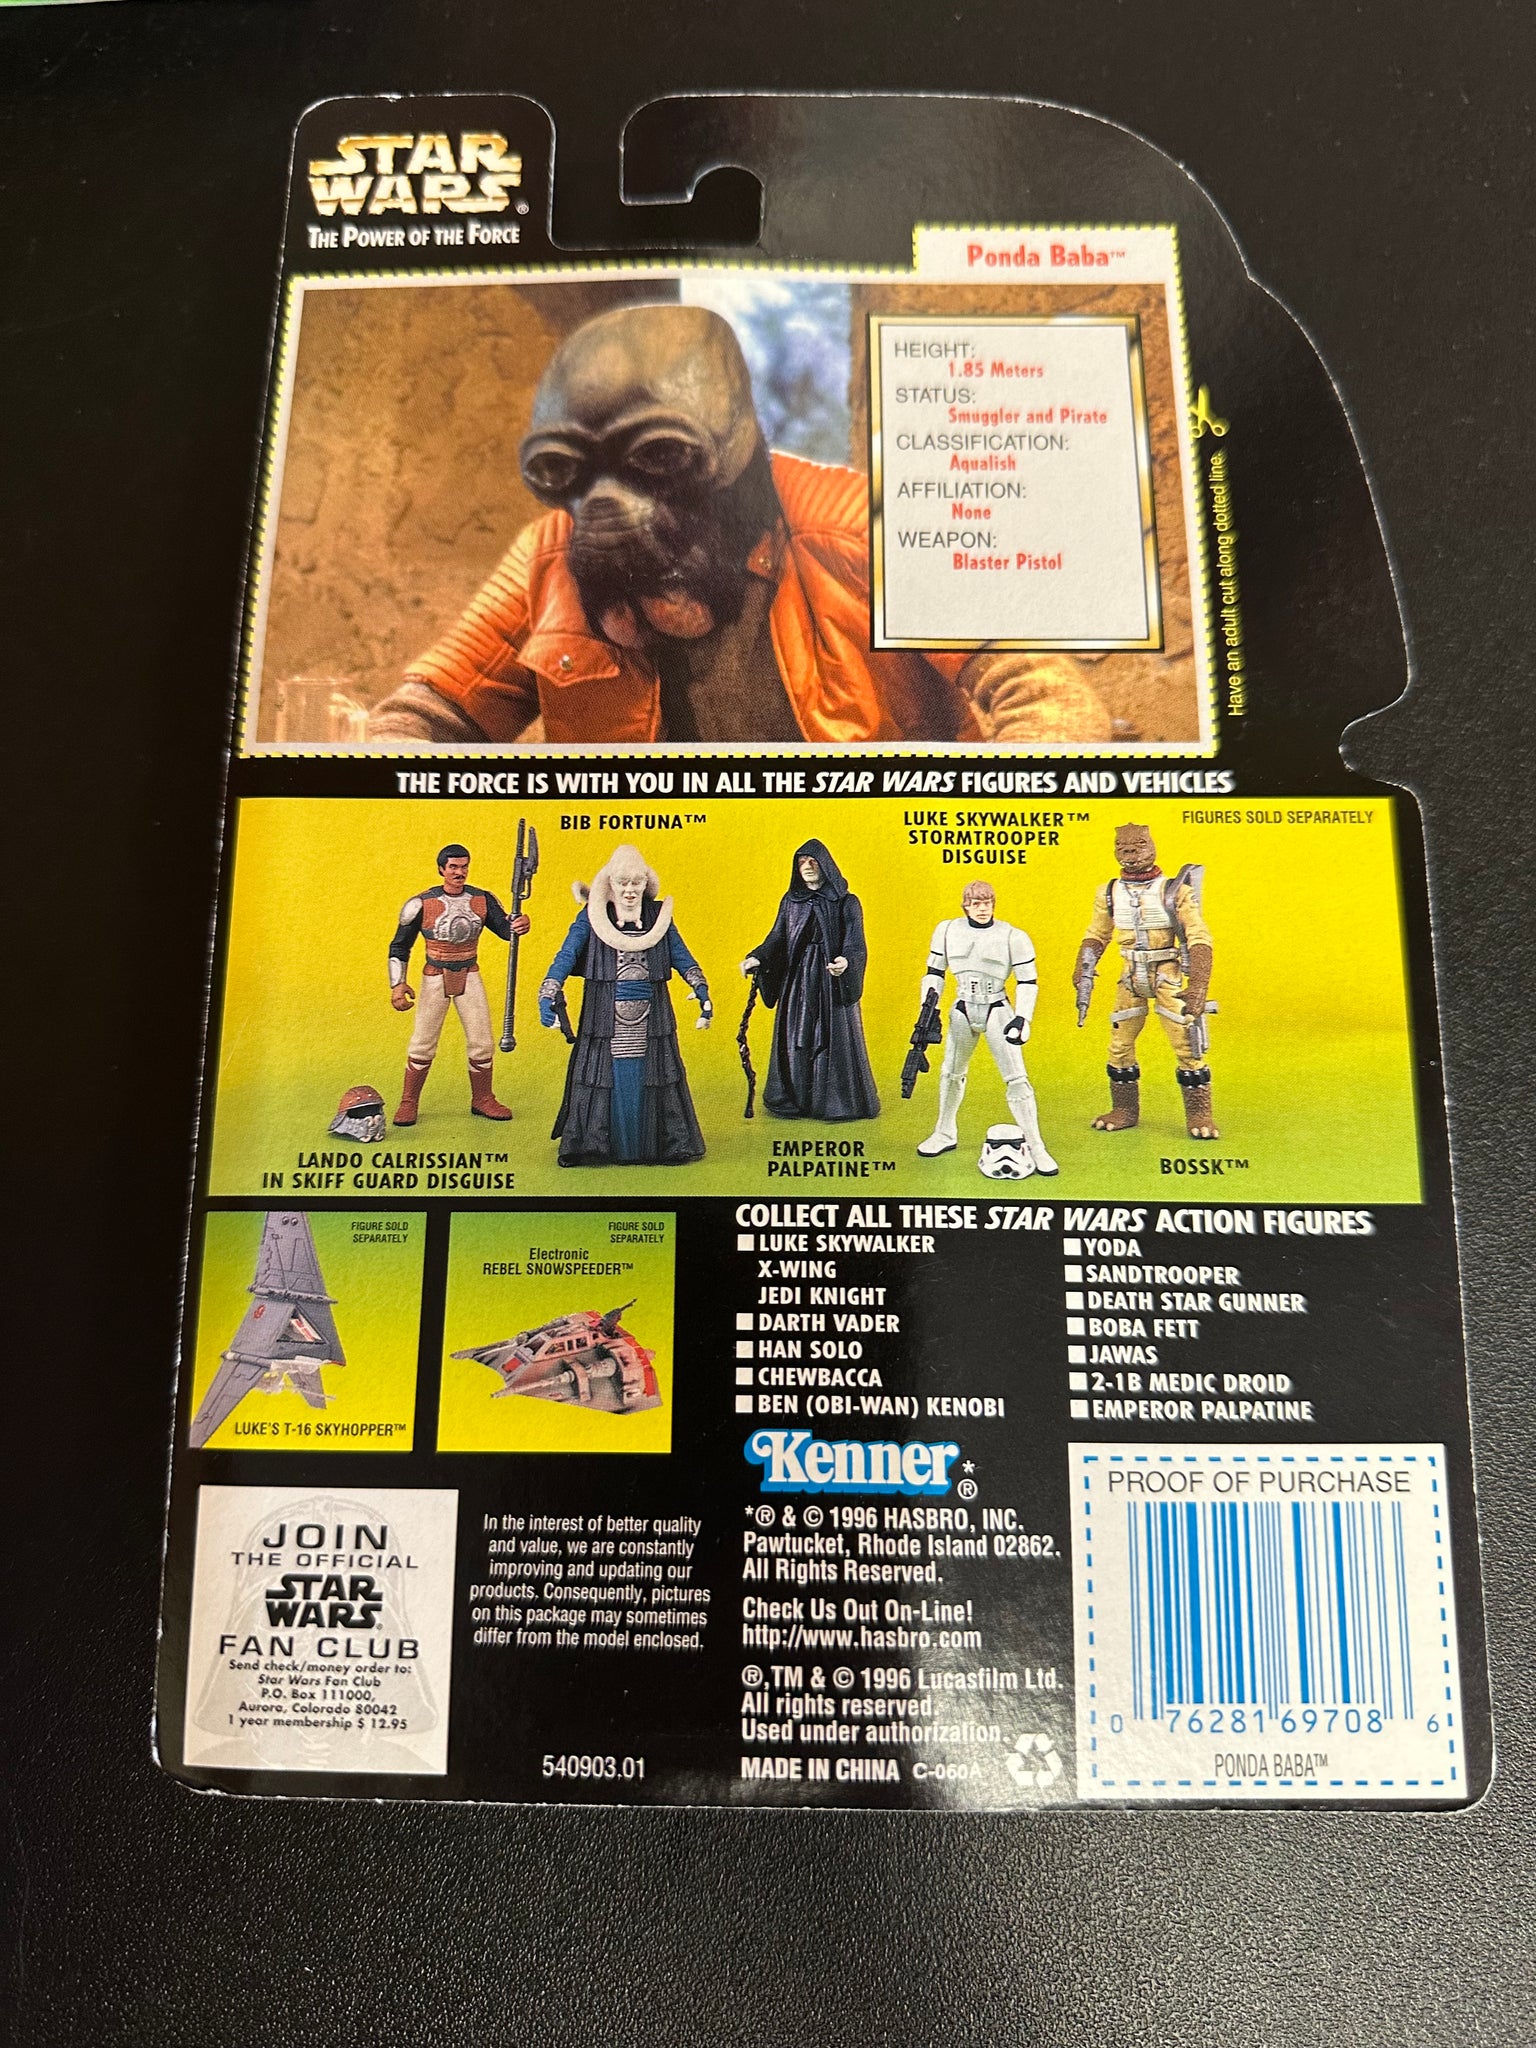 STAR
WARS®
THE POWER OF THE FORCE
Ponda Baba™
HEIGHT:
1.85 Meters
STATUS:
Smuggler and Pirate
CLASSIFICATION:
Aqualish
AFFILIATION:
None
WEAPON:
Blaster Pistol
Have an adult cut along dotted line.
THE FORCE IS WITH YOU IN ALL THE STAR WARS FIGURES AND VEHICLES
BIB FORTUNA™
LUKE SKYWALKER™
STORMTROOPER
DISGUISE
FIGURES SOLD SEPARATELY
LANDO CALRISSIAN™
IN SKIFF GUARD DISGUISE
EMPEROR
PALPATINE™
BOSSK™
FIGURE SOLD
SEPARATELY
LUKE'S T-16 SKYHOPPER™
FIGURE SOLD
SEPARATELY
Electronic
REBEL SNOWSPEEDER™
COLLECT ALL THESE STAR WARS ACTION FIGURES
LUKE SKYWALKER
X-WING
JEDI KNIGHT
DARTH VADER
HAN SOLO
CHEWBACCA
BEN (OBI-WAN) KENOBI
YODA
SANDTROOPER
DEATH STAR GUNNER
BOBA FETT
JAWAS
2-1B MEDIC DROID
EMPEROR PALPATINE
JOIN
THE OFFICIAL
STAR
WARS®
FAN CLUB
Send check/money order to:
Star Wars Fan Club
P.O. Box 111000,
Aurora, Colorado 80042
1 year membership $ 12.95
In the interest of better quality
and value, we are constantly
improving and updating our
products. Consequently, pictures
on this package may sometimes
differ from the model enclosed.
540903.01
Kenner*®
*® & © 1996 HASBRO, INC.
Pawtucket, Rhode Island 02862.
All Rights Reserved.
Check Us Out On-Line!
http://www.hasbro.com
®,TM & © 1996 Lucasfilm Ltd.
All rights reserved.
Used under authorization.
MADE IN CHINA C-060A
PROOF OF PURCHASE
0 76281 69708 6
PONDA BABA™